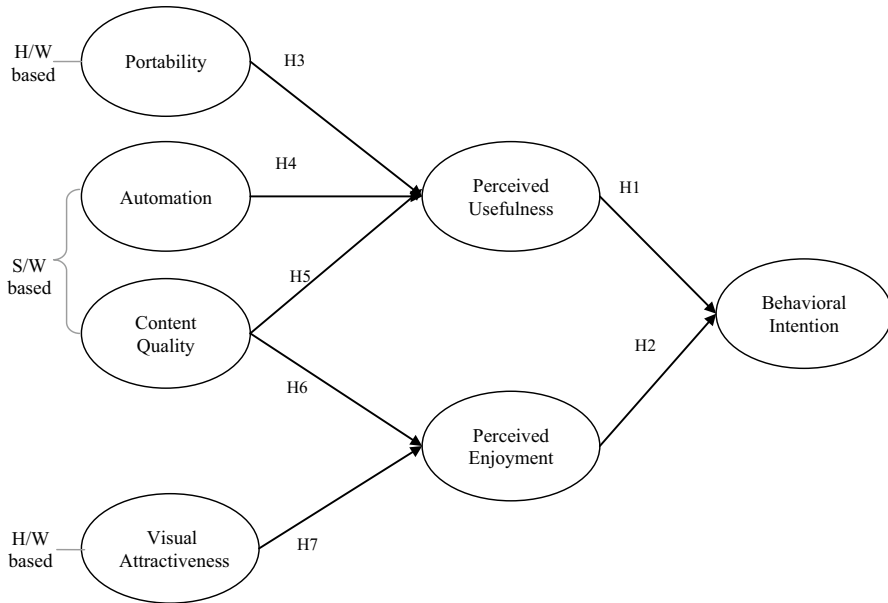 H/W
based
Portability
H3
Automation
H4
Perceived
Usefulness
H1
S/W
based
H5
Content
Quality
Behavioral
Intention
H2
H6
Perceived
Enjoyment
H/W
based
Visual
Attractiveness
H7